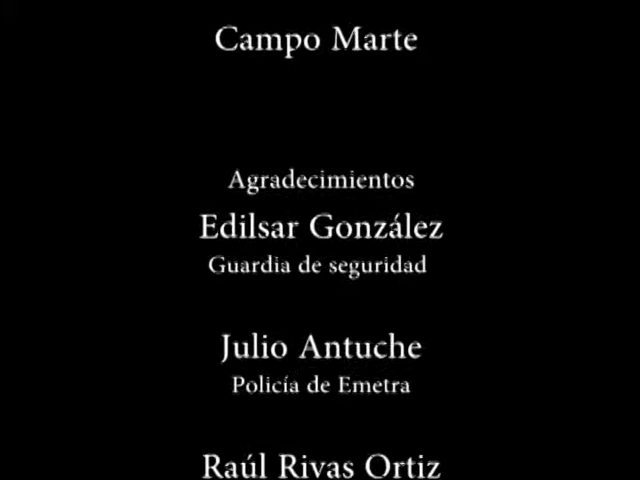 Campo Marte
Agradecimientos
Edilsar González
Guardia de seguridad
Julio Antuche
Policía de Emetra
Raúl Rivas Ortiz